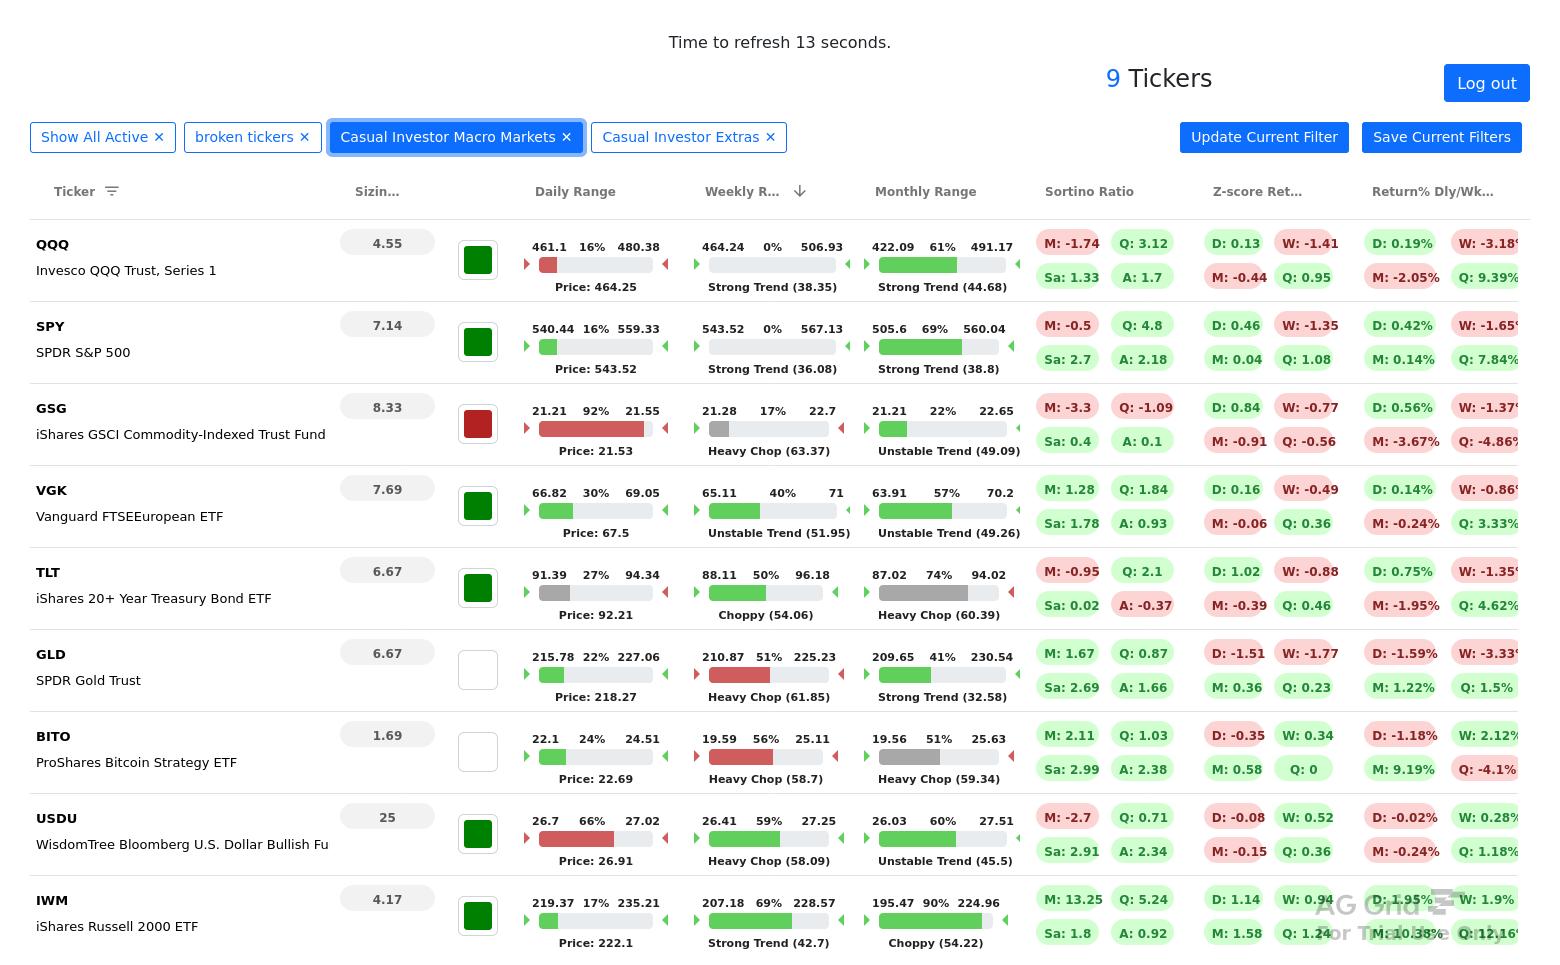 Time to refresh 13 seconds.
9 Tickers
Log out
Show All Active ✕ broken tickers ✕ Casual Investor Macro Markets ✕ Casual Investor Extras ✕ Update Current Filter Save Current Filters
Ticker Sizin... Daily Range Weekly R... Monthly Range Sortino Ratio Z-score Ret... Return% Dly/Wk...
QQQ 4.55 461.1 16% 480.38 464.24 0% 506.93 422.09 61% 491.17 M: -1.74 Q: 3.12 D: 0.13 W: -1.41 D: 0.19% W: -3.18%
Invesco QQQ Trust, Series 1 Price: 464.25 Strong Trend (38.35) Strong Trend (44.68) Sa: 1.33 A: 1.7 M: -0.44 Q: 0.95 M: -2.05% Q: 9.39%
SPY 7.14 540.44 16% 559.33 543.52 0% 567.13 505.6 69% 560.04 M: -0.5 Q: 4.8 D: 0.46 W: -1.35 D: 0.42% W: -1.65%
SPDR S&P 500 Price: 543.52 Strong Trend (36.08) Strong Trend (38.8) Sa: 2.7 A: 2.18 M: 0.04 Q: 1.08 M: 0.14% Q: 7.84%
GSG 8.33 21.21 92% 21.55 21.28 17% 22.7 21.21 22% 22.65 M: -3.3 Q: -1.09 D: 0.84 W: -0.77 D: 0.56% W: -1.37%
iShares GSCI Commodity-Indexed Trust Fund Price: 21.53 Heavy Chop (63.37) Unstable Trend (49.09) Sa: 0.4 A: 0.1 M: -0.91 Q: -0.56 M: -3.67% Q: -4.86%
VGK 7.69 66.82 30% 69.05 65.11 40% 71 63.91 57% 70.2 M: 1.28 Q: 1.84 D: 0.16 W: -0.49 D: 0.14% W: -0.86%
Vanguard FTSEEuropean ETF Price: 67.5 Unstable Trend (51.95) Unstable Trend (49.26) Sa: 1.78 A: 0.93 M: -0.06 Q: 0.36 M: -0.24% Q: 3.33%
TLT 6.67 91.39 27% 94.34 88.11 50% 96.18 87.02 74% 94.02 M: -0.95 Q: 2.1 D: 1.02 W: -0.88 D: 0.75% W: -1.35%
iShares 20+ Year Treasury Bond ETF Price: 92.21 Choppy (54.06) Heavy Chop (60.39) Sa: 0.02 A: -0.37 M: -0.39 Q: 0.46 M: -1.95% Q: 4.62%
GLD 6.67 215.78 22% 227.06 210.87 51% 225.23 209.65 41% 230.54 M: 1.67 Q: 0.87 D: -1.51 W: -1.77 D: -1.59% W: -3.33%
SPDR Gold Trust Price: 218.27 Heavy Chop (61.85) Strong Trend (32.58) Sa: 2.69 A: 1.66 M: 0.36 Q: 0.23 M: 1.22% Q: 1.5%
BITO 1.69 22.1 24% 24.51 19.59 56% 25.11 19.56 51% 25.63 M: 2.11 Q: 1.03 D: -0.35 W: 0.34 D: -1.18% W: 2.12%
ProShares Bitcoin Strategy ETF Price: 22.69 Heavy Chop (58.7) Heavy Chop (59.34) Sa: 2.99 A: 2.38 M: 0.58 Q: 0 M: 9.19% Q: -4.1%
USDU 25 26.7 66% 27.02 26.41 59% 27.25 26.03 60% 27.51 M: -2.7 Q: 0.71 D: -0.08 W: 0.52 D: -0.02% W: 0.28%
WisdomTree Bloomberg U.S. Dollar Bullish Fu Price: 26.91 Heavy Chop (58.09) Unstable Trend (45.5) Sa: 2.91 A: 2.34 M: -0.15 Q: 0.36 M: -0.24% Q: 1.18%
IWM 4.17 219.37 17% 235.21 207.18 69% 228.57 195.47 90% 224.96 M: 13.25 Q: 5.24 D: 1.14 W: 0.94 D: 1.95% W: 1.9%
AG Grid
iShares Russell 2000 ETF Price: 222.1 Strong Trend (42.7) Choppy (54.22) Sa: 1.8 A: 0.92 M: 1.58 Q: 1.24 M: 10.38% Q: 12.16%
For Trial Use Only